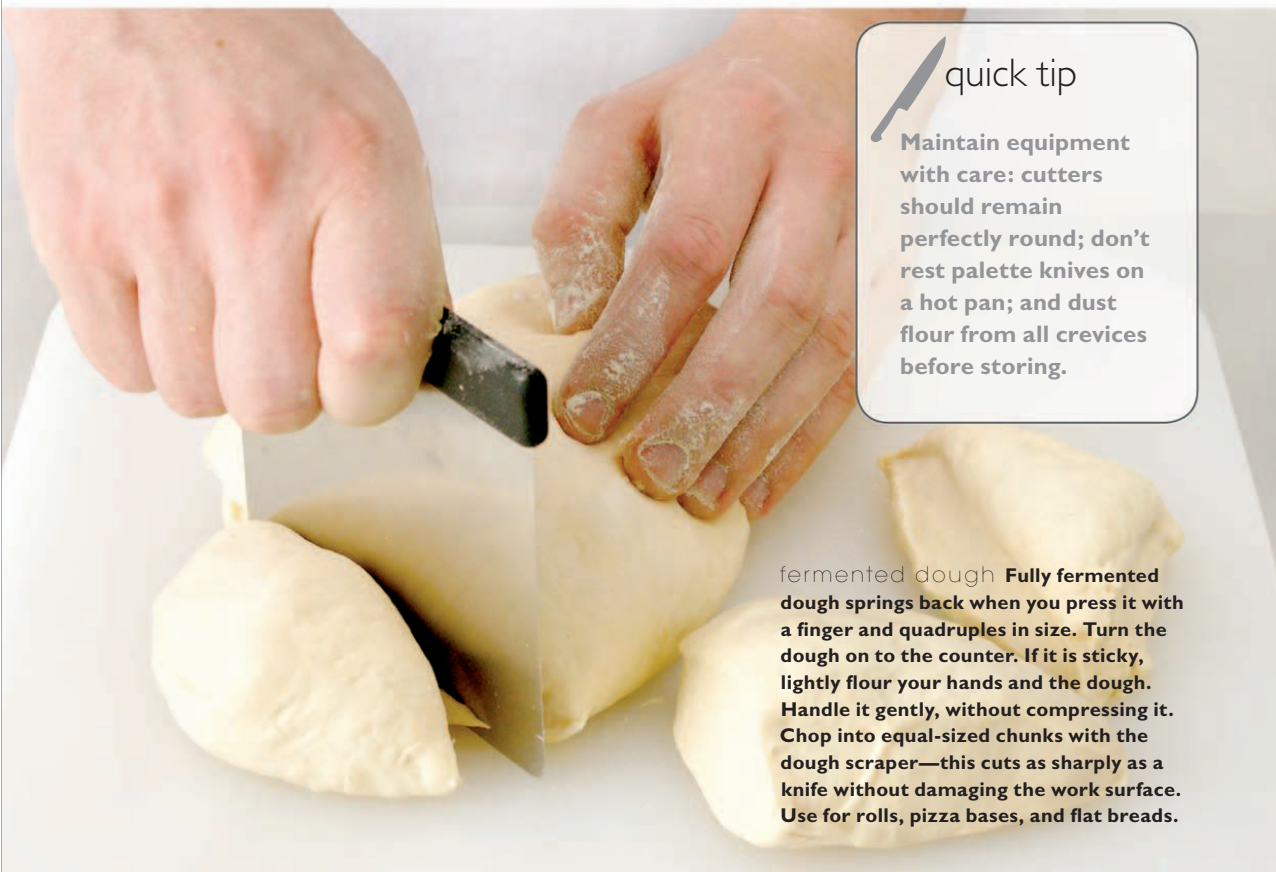 quick tip
Maintain equipment
with care: cutters
should remain
perfectly round; don’t
rest palette knives on
a hot pan; and dust
flour from all crevices
before storing.
fermented dough Fully fermented
dough springs back when you press it with
a finger and quadruples in size. Turn the
dough on to the counter. If it is sticky,
lightly flour your hands and the dough.
Handle it gently, without compressing it.
Chop into equal-sized chunks with the
dough scraper—this cuts as sharply as a
knife without damaging the work surface.
Use for rolls, pizza bases, and flat breads.